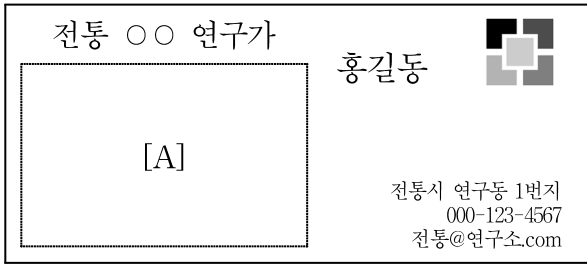 전통 ○○ 연구가
홍길동
[A]
전통시 연구동 1번지
000-123-4567
전통@연구소.com